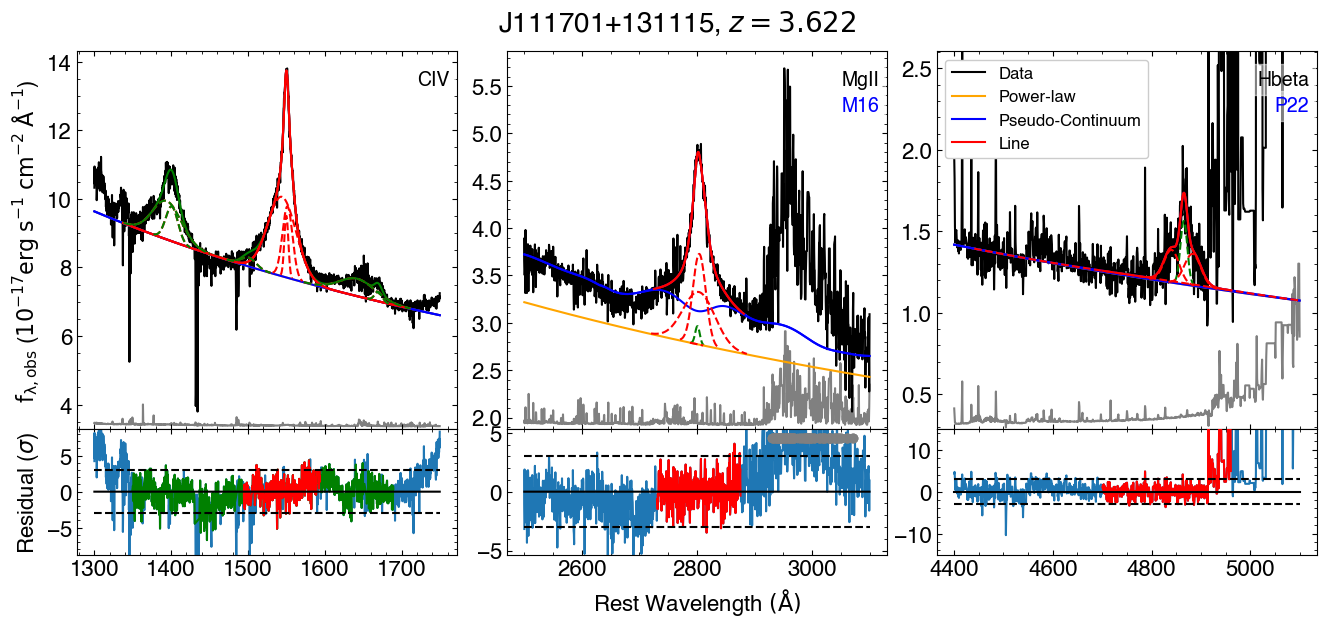 J111701+131115, z = 3.622
f_λ,obs (10⁻¹⁷erg s⁻¹ cm⁻² Å⁻¹)
14
12
10
8
6
4
CIV
5.5
5.0
4.5
4.0
3.5
3.0
2.5
2.0
MgII
M16
2.5
2.0
1.5
1.0
0.5
Data
Power-law
Pseudo-Continuum
Line
Hbeta
P22
Residual (σ)
5
0
−5
5
0
−5
10
0
−10
1300 1400 1500 1600 1700
2600 2800 3000
4400 4600 4800 5000
Rest Wavelength (Å)